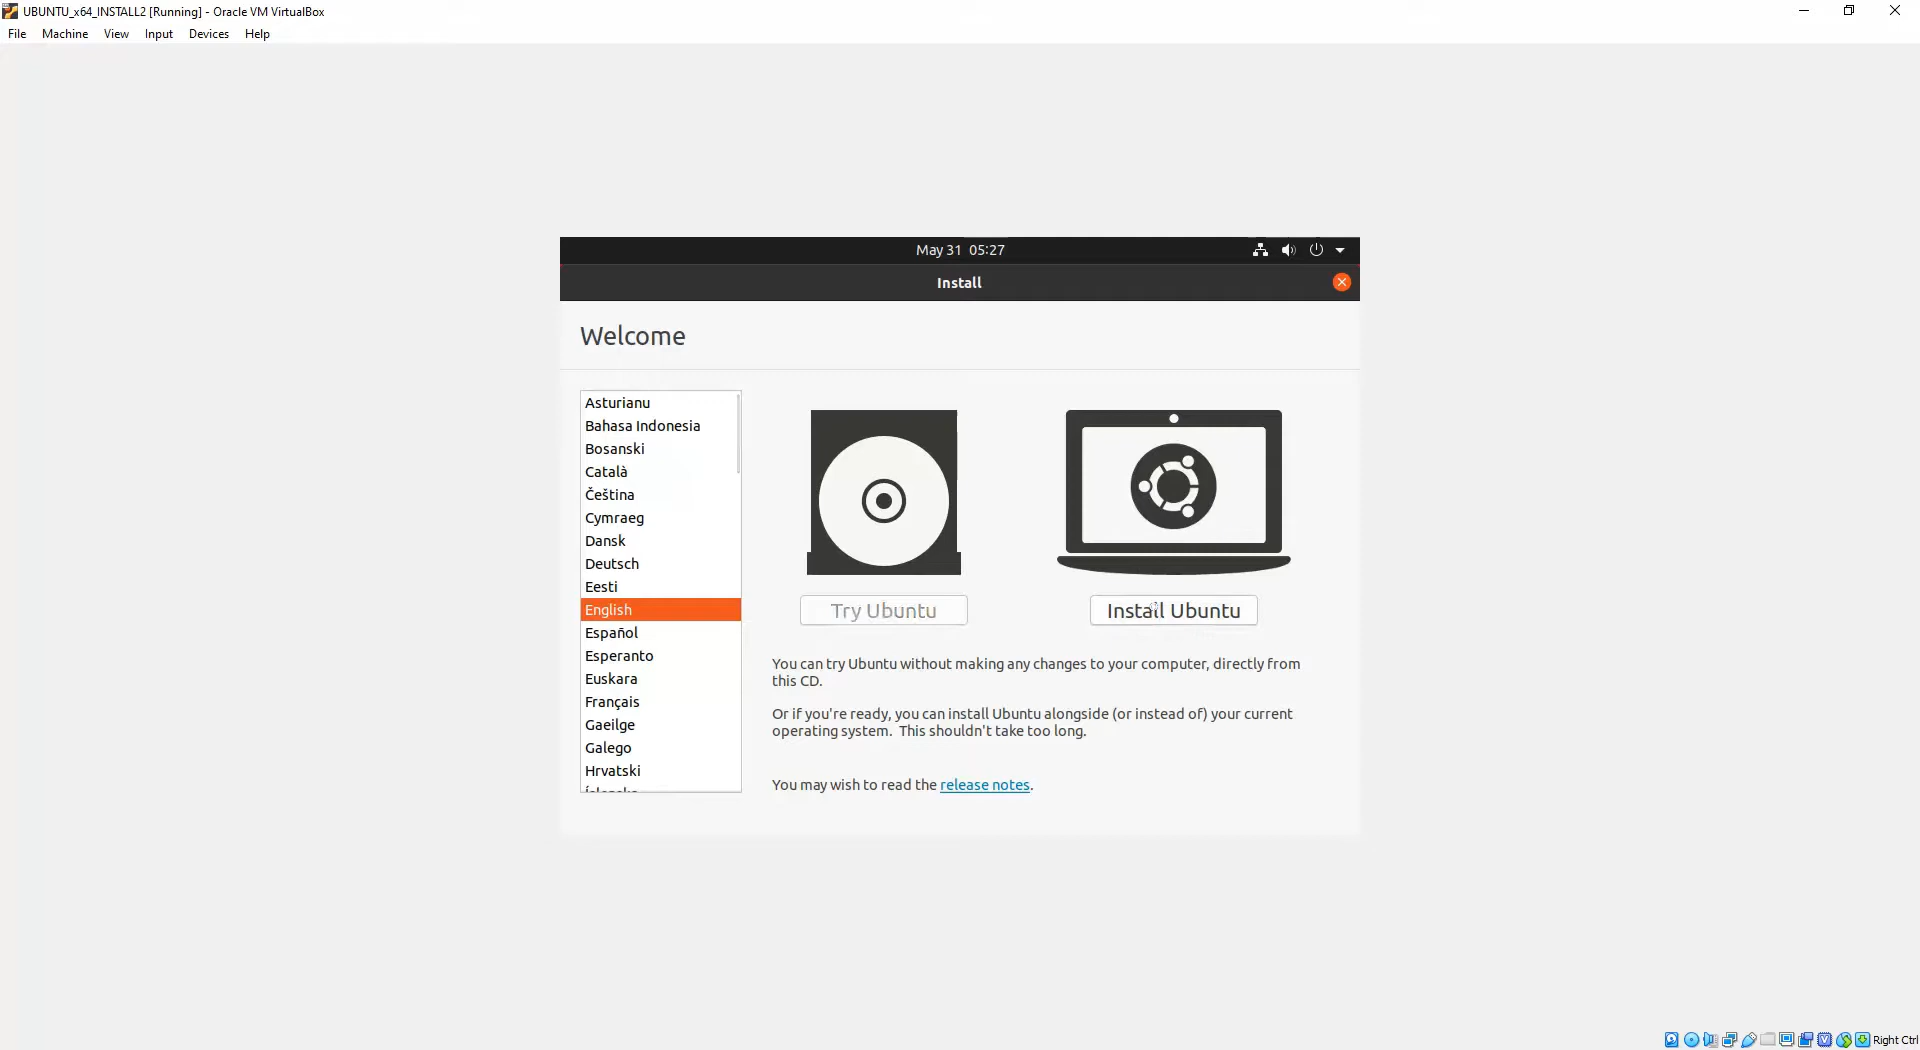 UBUNTU_x64_INSTALL2 [Running] - Oracle VM VirtualBox
File Machine View Input Devices Help
May 31 05:27
Install
Welcome
Asturianu
Bahasa Indonesia
Bosanski
Català
Čeština
Cymraeg
Dansk
Deutsch
Eesti
English
Español
Esperanto
Euskara
Français
Gaeilge
Galego
Hrvatski
Try Ubuntu
Install Ubuntu
You can try Ubuntu without making any changes to your computer, directly from
this CD.
Or if you're ready, you can install Ubuntu alongside (or instead of) your current
operating system. This shouldn't take too long.
You may wish to read the release notes.
Right Ctrl